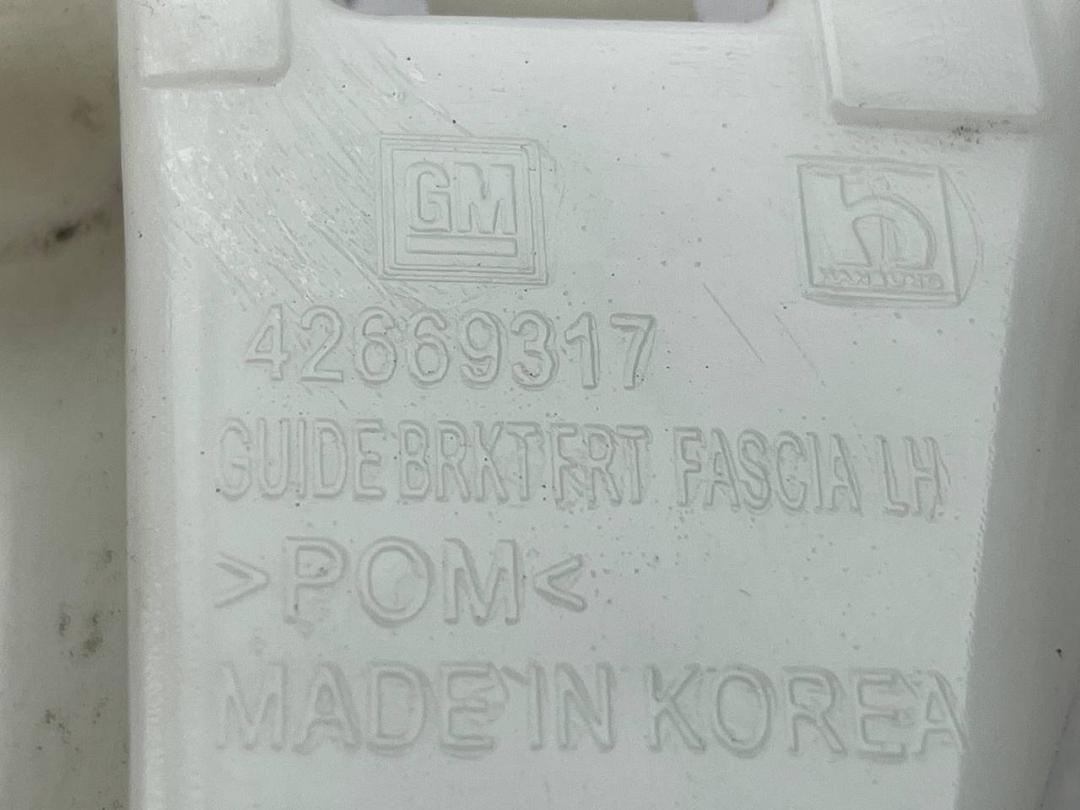 GM
42669317
GUIDE BRKT FRT FASCIA LH
>POM<
MADE IN KOREA